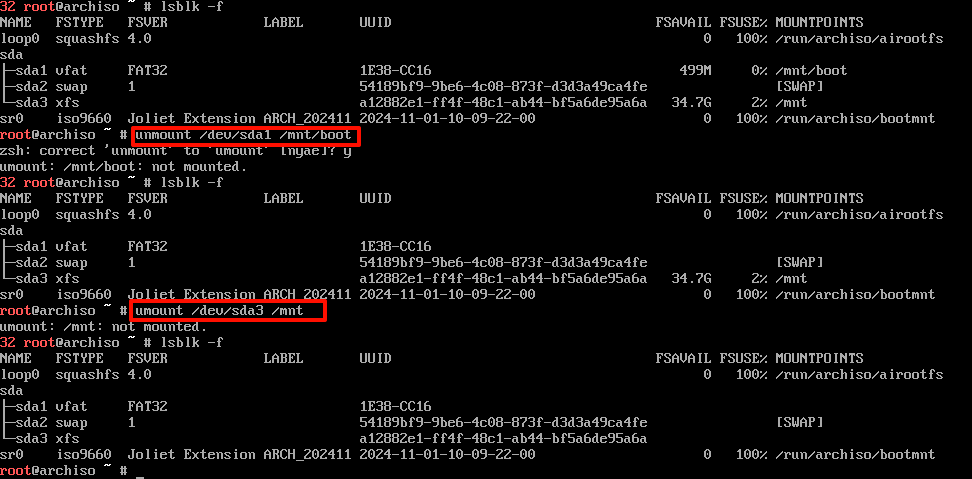 32 root@archiso ~ # lsblk -f
NAME FSTYPE FSVER LABEL UUID FSAVAIL FSUSE% MOUNTPOINTS
loop0 squashfs 4.0 0 100% /run/archiso/airootfs
sda
├─sda1 vfat FAT32 1E38-CC16 499M 0% /mnt/boot
├─sda2 swap 1 54189bf9-9be6-4c08-873f-d3d3a49ca4fe [SWAP]
└─sda3 xfs a12882e1-ff4f-48c1-ab44-bf5a6de95a6a 34.7G 2% /mnt
sr0 iso9660 Joliet Extension ARCH_202411 2024-11-01-10-09-22-00 0 100% /run/archiso/bootmnt
root@archiso ~ # unmount /dev/sda1 /mnt/boot
zsh: correct 'unmount' to 'umount' [nyae]? y
umount: /mnt/boot: not mounted.
32 root@archiso ~ # lsblk -f
NAME FSTYPE FSVER LABEL UUID FSAVAIL FSUSE% MOUNTPOINTS
loop0 squashfs 4.0 0 100% /run/archiso/airootfs
sda
├─sda1 vfat FAT32 1E38-CC16
├─sda2 swap 1 54189bf9-9be6-4c08-873f-d3d3a49ca4fe [SWAP]
└─sda3 xfs a12882e1-ff4f-48c1-ab44-bf5a6de95a6a 34.7G 2% /mnt
sr0 iso9660 Joliet Extension ARCH_202411 2024-11-01-10-09-22-00 0 100% /run/archiso/bootmnt
root@archiso ~ # umount /dev/sda3 /mnt
umount: /mnt: not mounted.
32 root@archiso ~ # lsblk -f
NAME FSTYPE FSVER LABEL UUID FSAVAIL FSUSE% MOUNTPOINTS
loop0 squashfs 4.0 0 100% /run/archiso/airootfs
sda
├─sda1 vfat FAT32 1E38-CC16
├─sda2 swap 1 54189bf9-9be6-4c08-873f-d3d3a49ca4fe [SWAP]
└─sda3 xfs a12882e1-ff4f-48c1-ab44-bf5a6de95a6a
sr0 iso9660 Joliet Extension ARCH_202411 2024-11-01-10-09-22-00 0 100% /run/archiso/bootmnt
root@archiso ~ #